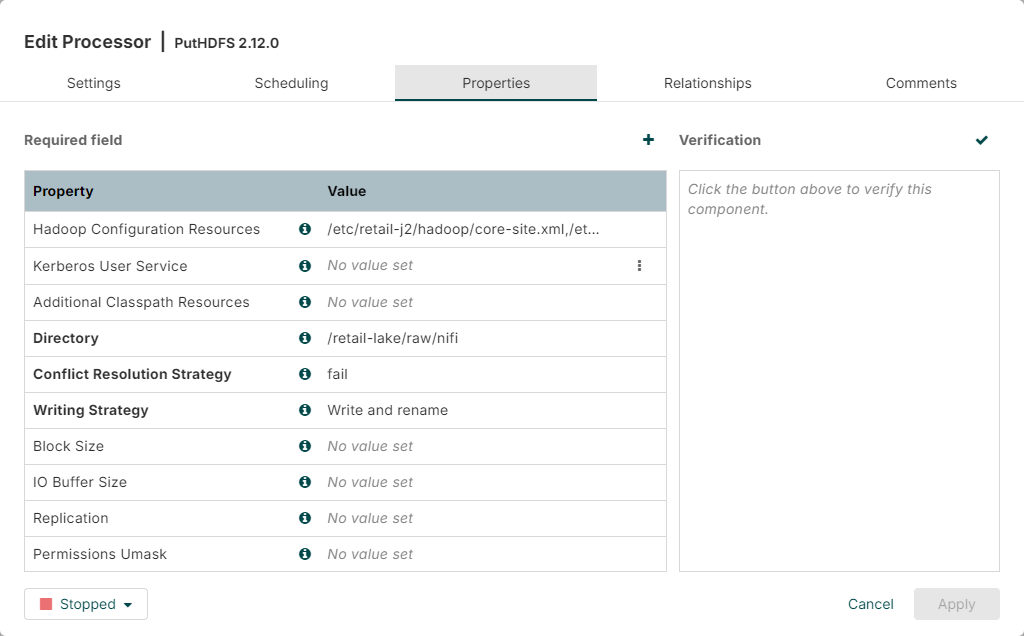 Edit Processor | PutHDFS 2.12.0
Settings Scheduling Properties Relationships Comments
Required field
Verification
Property Value
Hadoop Configuration Resources /etc/retail-j2/hadoop/core-site.xml,/et...
Kerberos User Service No value set
Additional Classpath Resources No value set
Directory /retail-lake/raw/nifi
Conflict Resolution Strategy fail
Writing Strategy Write and rename
Block Size No value set
IO Buffer Size No value set
Replication No value set
Permissions Umask No value set
Click the button above to verify this
component.
Stopped
Cancel Apply